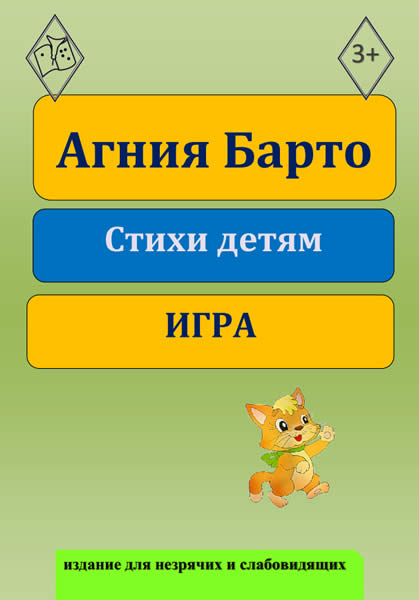 3+
Агния Барто
Стихи детям
ИГРА
издание для незрячих и слабовидящих